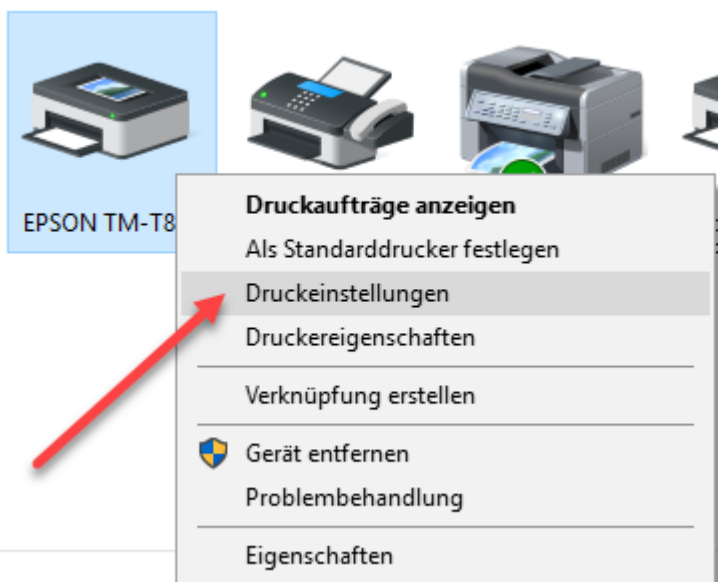 EPSON TM-T8
Druckaufträge anzeigen
Als Standarddrucker festlegen
Druckeinstellungen
Druckereigenschaften
Verknüpfung erstellen
Gerät entfernen
Problembehandlung
Eigenschaften